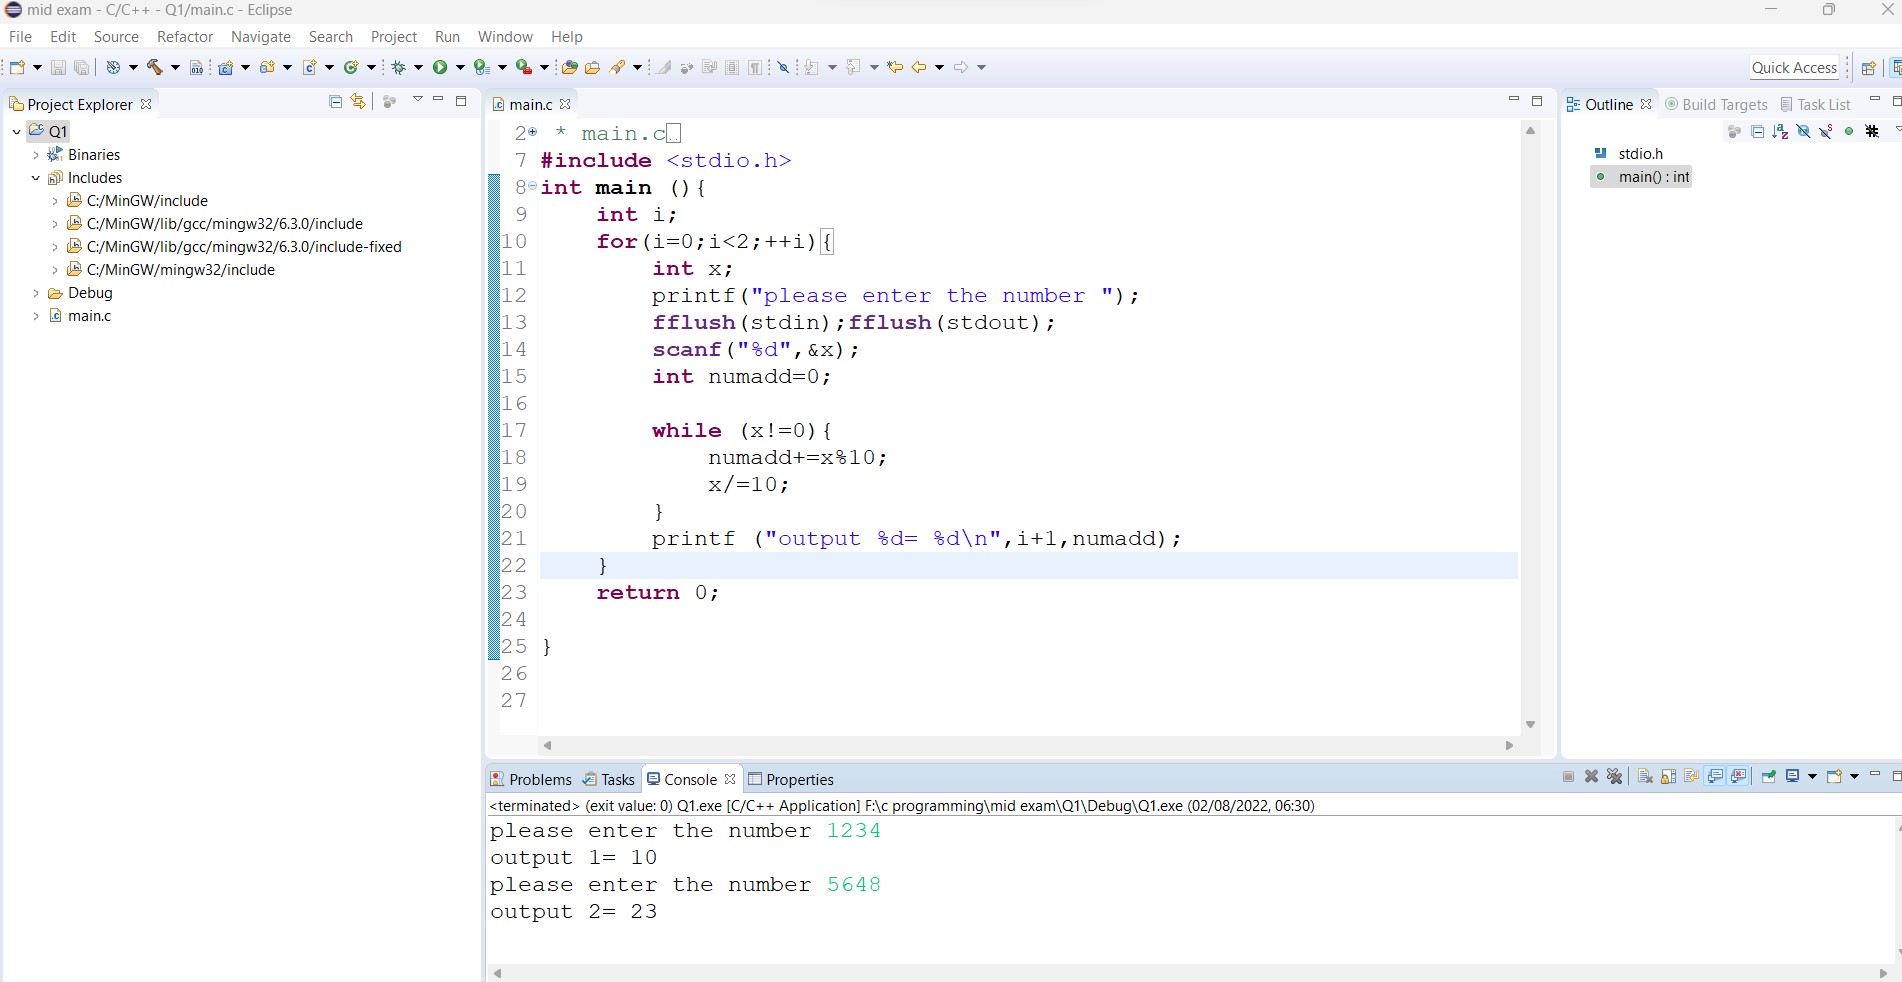 mid exam - C/C++ - Q1/main.c - Eclipse
File Edit Source Refactor Navigate Search Project Run Window Help
Quick Access
Project Explorer
Q1
Binaries
Includes
C:/MinGW/include
C:/MinGW/lib/gcc/mingw32/6.3.0/include
C:/MinGW/lib/gcc/mingw32/6.3.0/include-fixed
C:/MinGW/mingw32/include
Debug
main.c
main.c
2 * main.c
7 #include <stdio.h>
8 int main (){
9 int i;
10 for(i=0;i<2;++i){
11 int x;
12 printf("please enter the number ");
13 fflush(stdin);fflush(stdout);
14 scanf("%d",&x);
15 int numadd=0;
16
17 while (x!=0){
18 numadd+=x%10;
19 x/=10;
20 }
21 printf ("output %d= %d\n",i+1,numadd);
22 }
23 return 0;
24
25 }
26
27
Outline Build Targets Task List
stdio.h
main() : int
Problems Tasks Console Properties
<terminated> (exit value: 0) Q1.exe [C/C++ Application] F:\c programming\mid exam\Q1\Debug\Q1.exe (02/08/2022, 06:30)
please enter the number 1234
output 1= 10
please enter the number 5648
output 2= 23